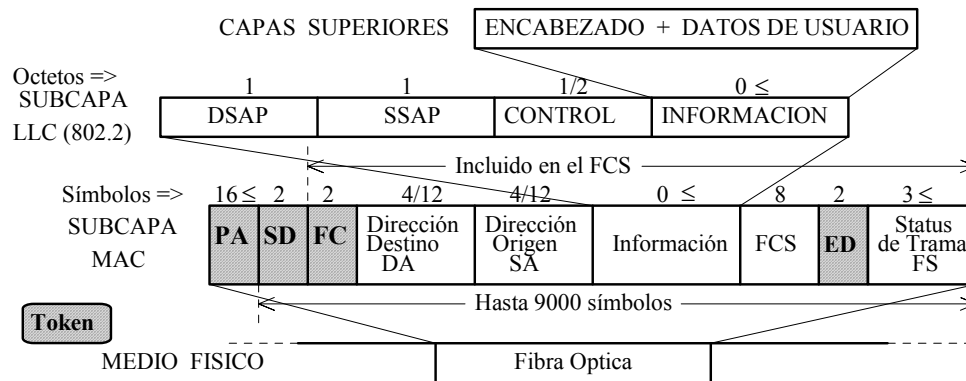 CAPAS SUPERIORES ENCABEZADO + DATOS DE USUARIO
Octetos => 1 1 1/2 0 ≤
SUBCAPA
LLC (802.2) DSAP SSAP CONTROL INFORMACION
Incluido en el FCS
Símbolos => 16 ≤ 2 2 4/12 4/12 0 ≤ 8 2 3 ≤
SUBCAPA
MAC
PA SD FC
Dirección
Destino
DA
Dirección
Origen
SA
Información FCS ED
Status
de Trama
FS
Hasta 9000 símbolos
Token
MEDIO FISICO Fibra Optica